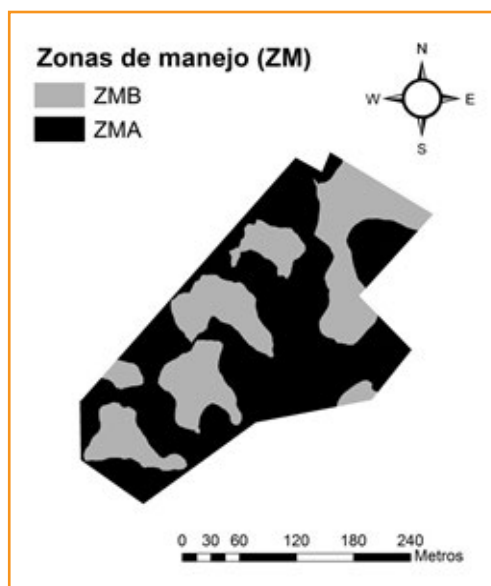 Zonas de manejo (ZM)
ZMB
ZMA
N
W E
S
0 30 60 120 180 240
Metros